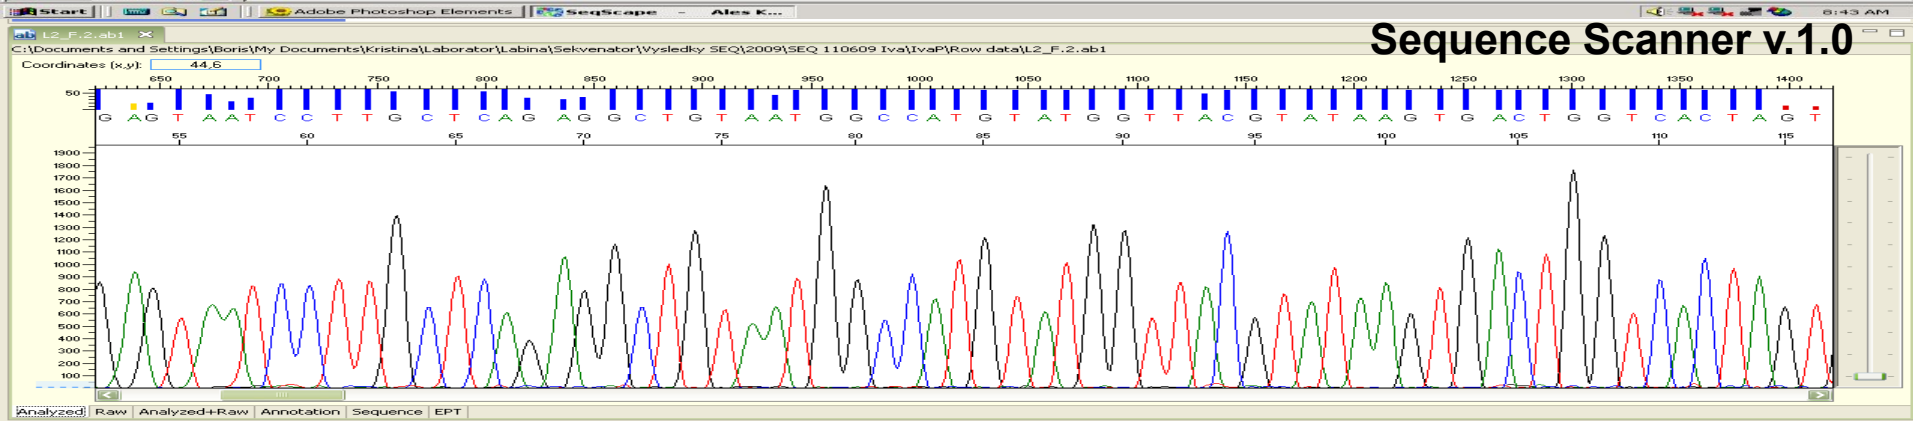 Start Adobe Photoshop Elements SeqScape - Ales K... 8:43 AM
L2_F.2.ab1
Sequence Scanner v.1.0
C:\Documents and Settings\Boris\My Documents\Kristina\Laborator\Labina\Sekvenator\Vysledky SEQ\2009\SEQ 110609 Iva\IvaP\Row data\L2_F.2.ab1
Coordinates (x,y): 44,6
650 700 750 800 850 900 950 1000 1050 1100 1150 1200 1250 1300 1350 1400
50
G A G T A A T C C T T G C T C A G A G G C T G T A A T G G C C A T G T A T G G T T A C G T A T A A G T G A C T G G T C A C T A G T
55 60 65 70 75 80 85 90 95 100 105 110 115
1900
1800
1700
1600
1500
1400
1300
1200
1100
1000
900
800
700
600
500
400
300
200
100
Analyzed Raw Analyzed+Raw Annotation Sequence EPT